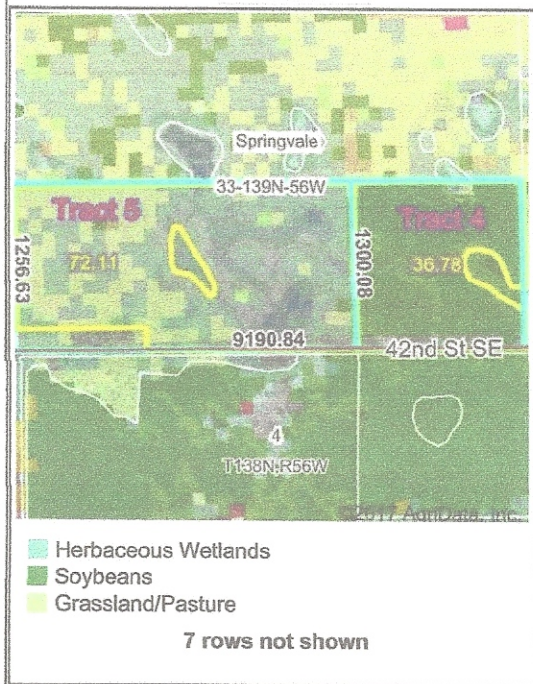 Springvale
33-139N-56W
Tract 5
Tract 4
72.11
36.78
1256.63
1300.08
9190.84
42nd St SE
4
T138N,R56W
©2017 AgriData, Inc.
Herbaceous Wetlands
Soybeans
Grassland/Pasture
7 rows not shown